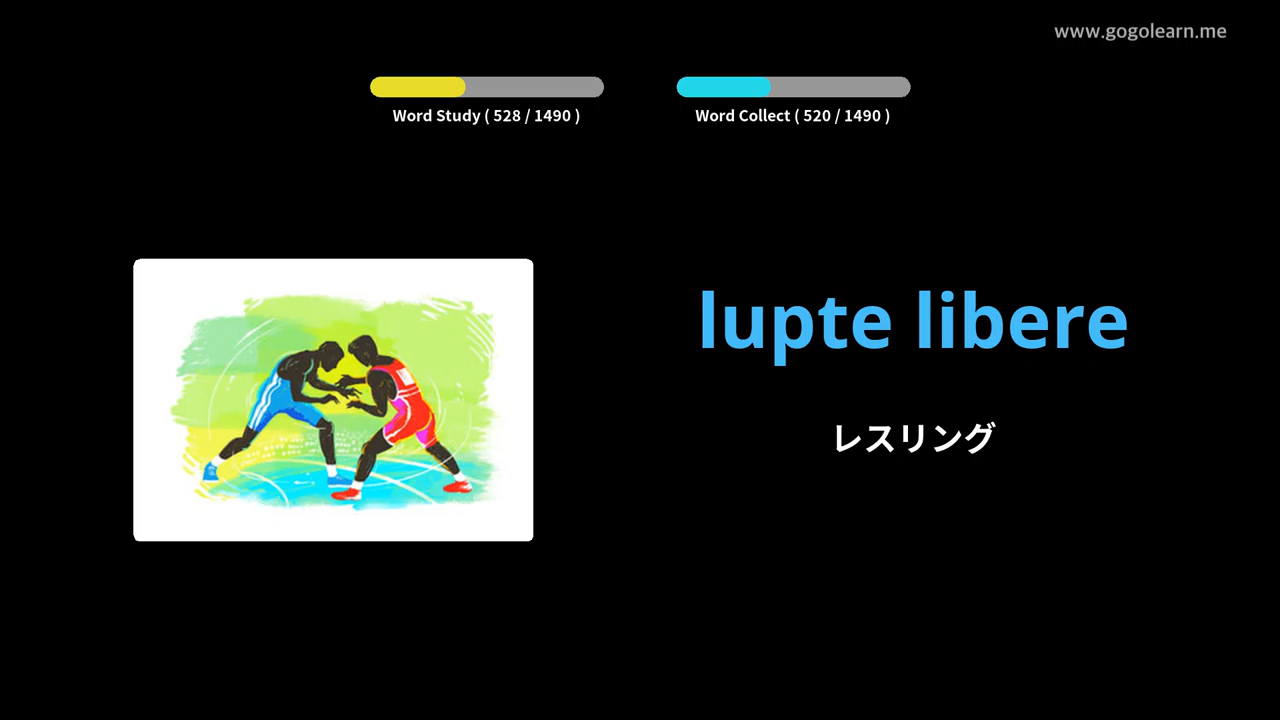 www.gogolearn.me
Word Study ( 528 / 1490 )
Word Collect ( 520 / 1490 )
lupte libere
レスリング